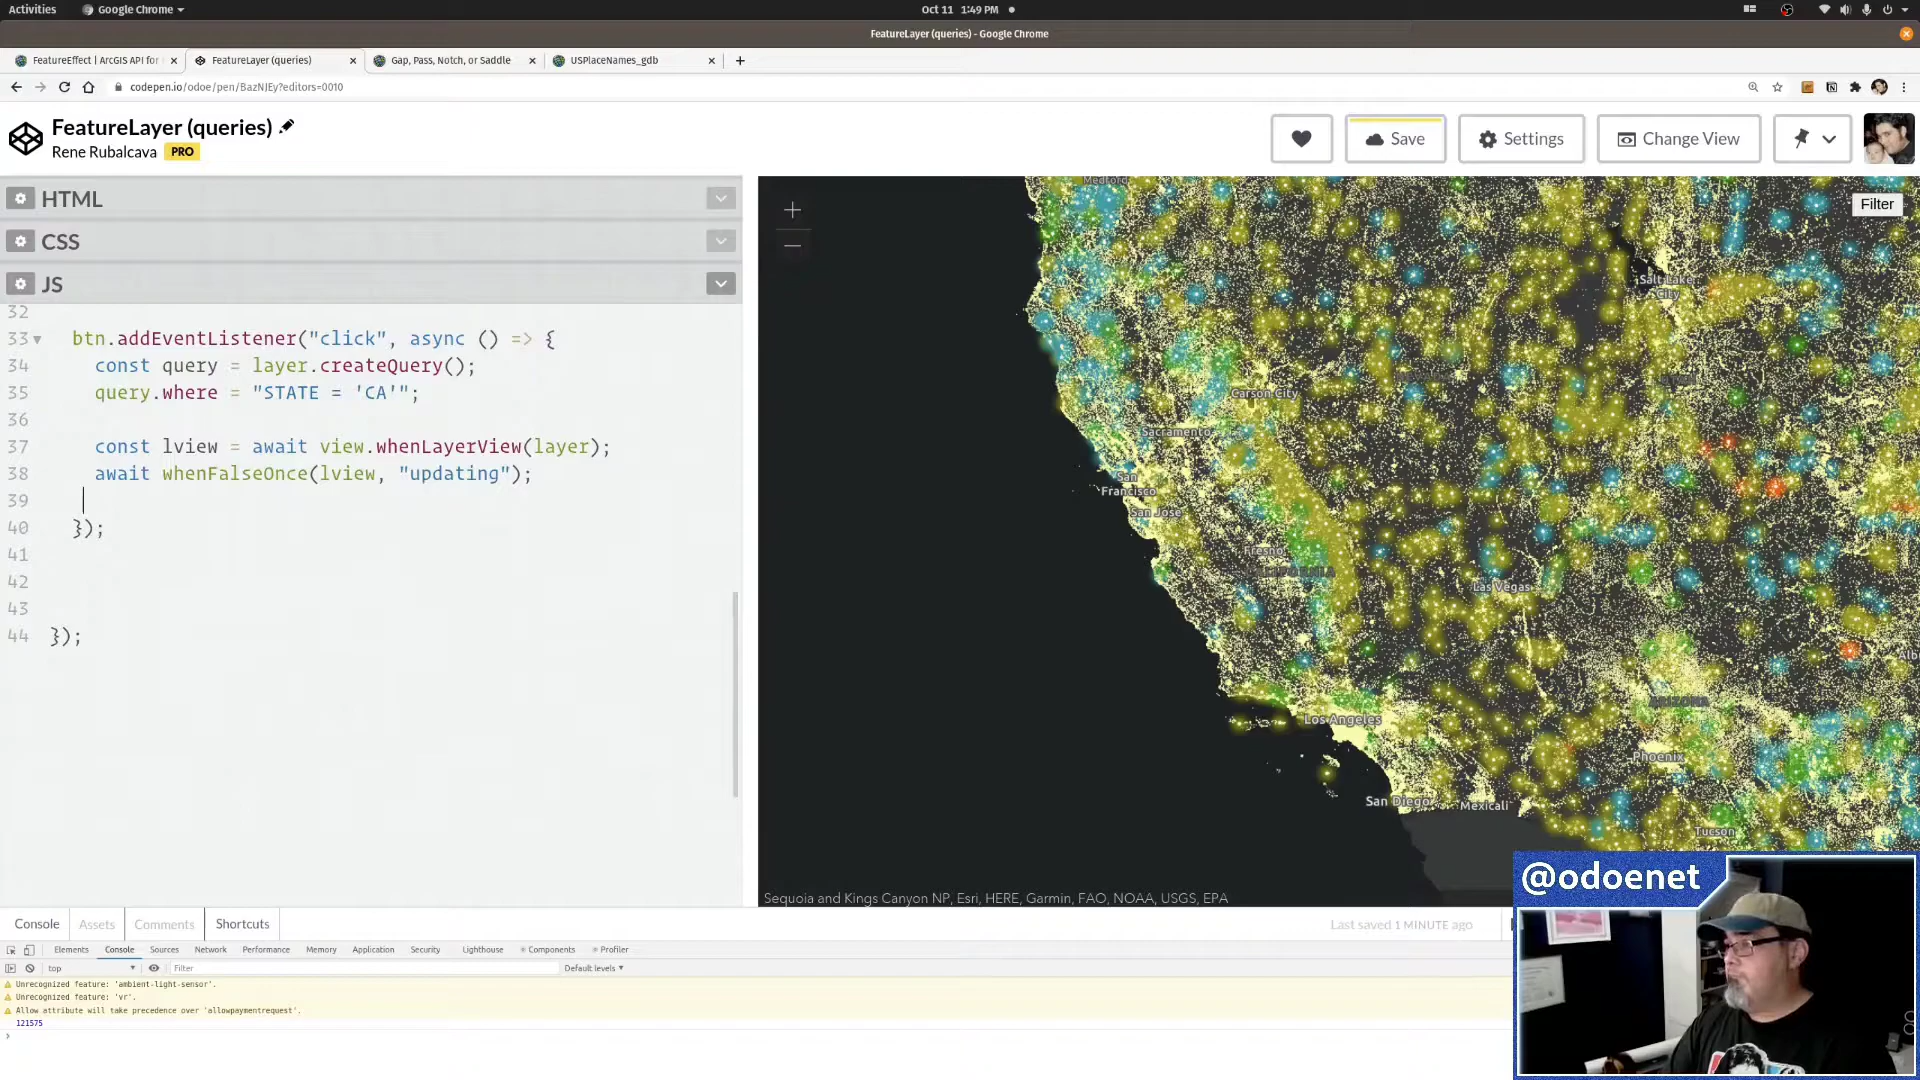 Activities
Google Chrome
Oct 11 1:49 PM
FeatureLayer (queries) - Google Chrome
FeatureEffect | ArcGIS API for
FeatureLayer (queries)
Gap, Pass, Notch, or Saddle
USPlaceNames_gdb
codepen.io/odoe/pen/BazNJEy?editors=0010
FeatureLayer (queries)
Rene Rubalcava PRO
Save
Settings
Change View
HTML
CSS
JS
32
33 btn.addEventListener("click", async () => {
34 const query = layer.createQuery();
35 query.where = "STATE = 'CA'";
36
37 const lview = await view.whenLayerView(layer);
38 await whenFalseOnce(lview, "updating");
39
40 });
41
42
43
44 });
+
−
Filter
Medford
Salt Lake
City
Carson City
Sacramento
San
Francisco
San Jose
Fresno
CALIFORNIA
Las Vegas
ARIZONA
Los Angeles
Phoenix
San Diego
Mexicali
Tucson
Sequoia and Kings Canyon NP, Esri, HERE, Garmin, FAO, NOAA, USGS, EPA
@odoenet
Console
Assets
Comments
Shortcuts
Last saved 1 MINUTE ago
Elements
Console
Sources
Network
Performance
Memory
Application
Security
Lighthouse
Components
Profiler
top
Filter
Default levels
Unrecognized feature: 'ambient-light-sensor'.
Unrecognized feature: 'vr'.
Allow attribute will take precedence over 'allowpaymentrequest'.
121575